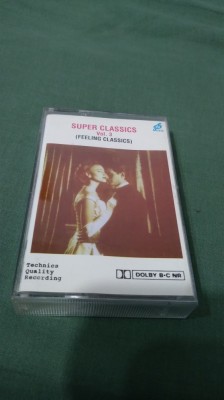 SUPER CLASSICS
Vol. 3
(FEELING CLASSICS)
Technics
Quality
Recording
DOLBY B-C NR